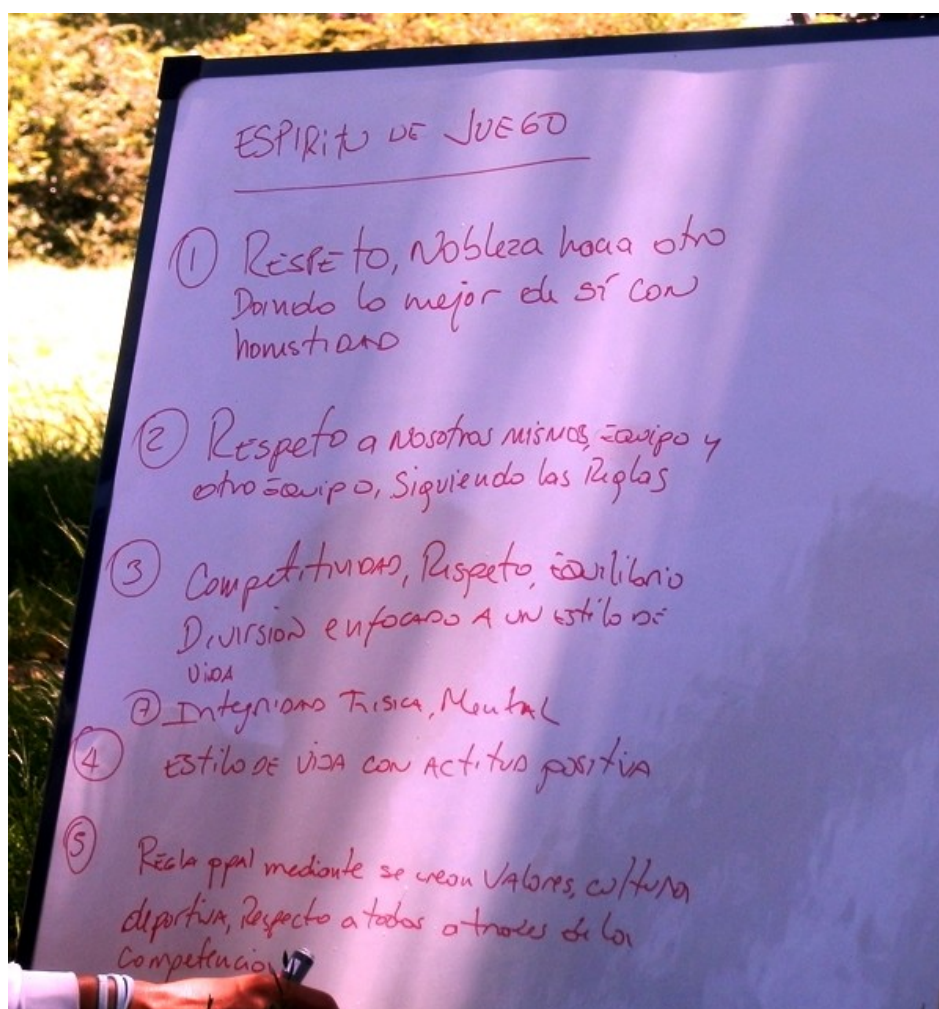 ESPIRITU DE JUEGO
① RESPETO, Nobleza hacia otro
Dando lo mejor de sí CON
honestidAD
② Respeto a Nosotros mismos, Equipo y
otro Equipo, Siguiendo las Reglas
③ Competitividad, Respeto, Equilibrio
Diversión enfocado A UN estilo DE
VIDA
⑦ Integridad Fisica, Mental
④ EStilo DE VIDA CON Actitud positiva
⑤ Regla ppal mediante se crean Valores, cultura
deportiva, Respecto a todos a traves de la
Competencia